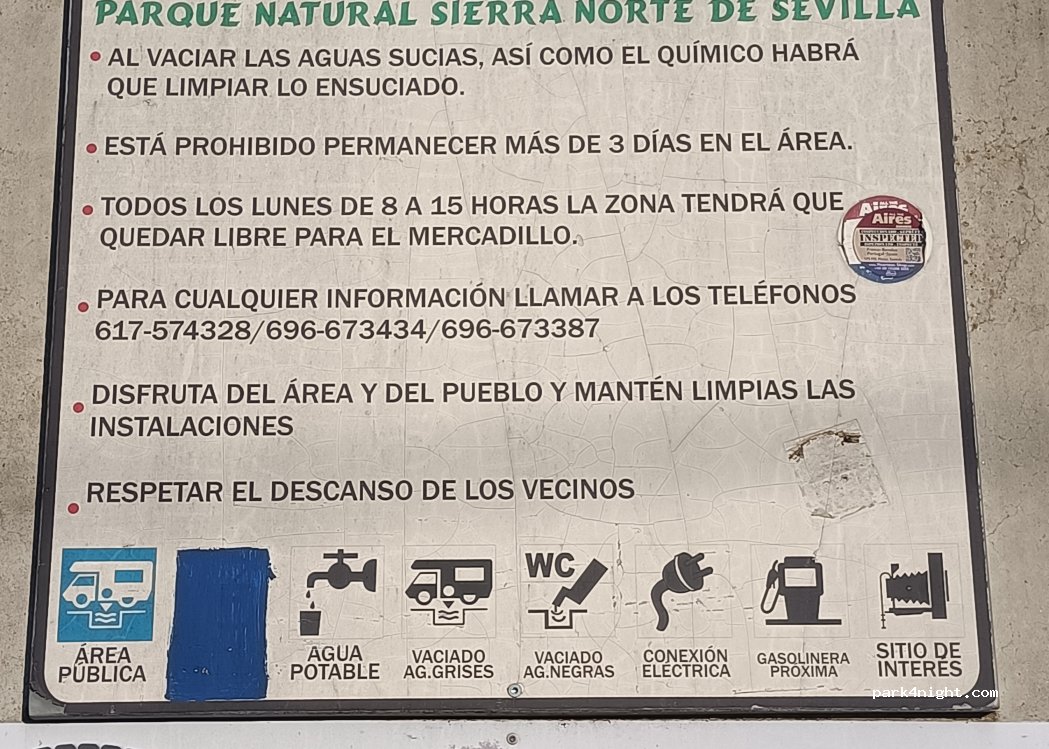 PARQUE NATURAL SIERRA NORTE DE SEVILLA
• AL VACIAR LAS AGUAS SUCIAS, ASÍ COMO EL QUÍMICO HABRÁ
QUE LIMPIAR LO ENSUCIADO.
• ESTÁ PROHIBIDO PERMANECER MÁS DE 3 DÍAS EN EL ÁREA.
• TODOS LOS LUNES DE 8 A 15 HORAS LA ZONA TENDRÁ QUE
QUEDAR LIBRE PARA EL MERCADILLO.
Aires
INSPECTED
• PARA CUALQUIER INFORMACIÓN LLAMAR A LOS TELÉFONOS
617-574328/696-673434/696-673387
• DISFRUTA DEL ÁREA Y DEL PUEBLO Y MANTÉN LIMPIAS LAS
INSTALACIONES
• RESPETAR EL DESCANSO DE LOS VECINOS
WC
ÁREA
PÚBLICA
AGUA
POTABLE
VACIADO
AG.GRISES
VACIADO
AG.NEGRAS
CONEXIÓN
ELÉCTRICA
GASOLINERA
PRÓXIMA
SITIO DE
INTERÉS
park4night.com